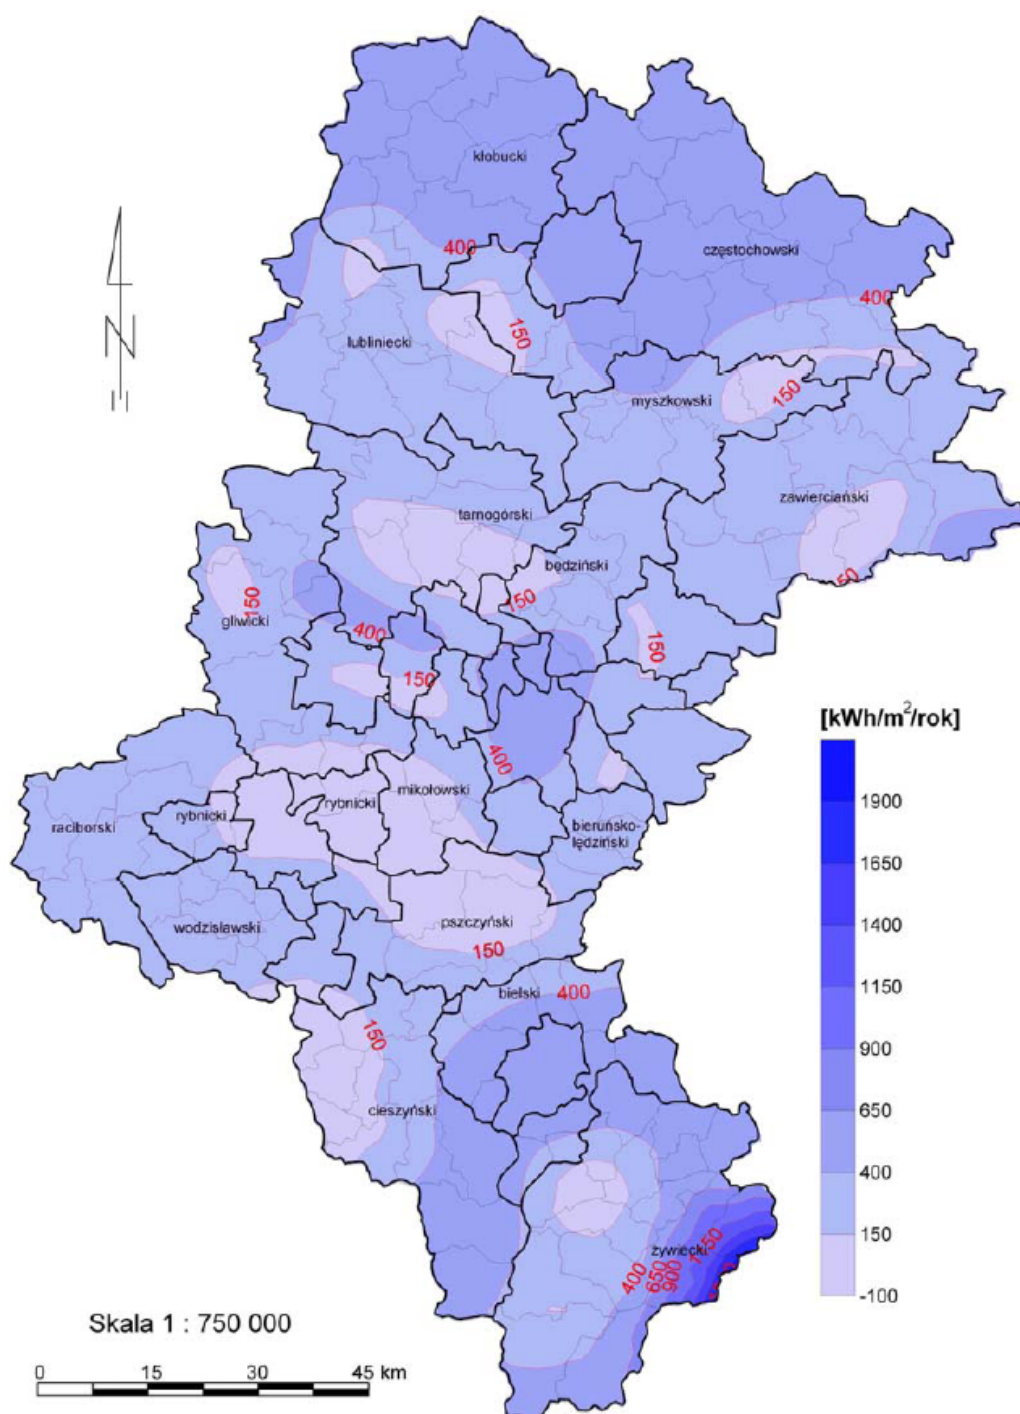 kłobucki
400
częstochowski
400
150
lubliniecki
myszkowski
150
zawierciański
tarnogórski
będziński
50
150
150
gliwicki
400
150
150
[kWh/m²/rok]
400
mikołowski
1900
rybnicki
rybnicki
raciborski
bieruńsko-
lędziński
1650
pszczyński
1400
wodzisławski
150
bielski
400
1150
150
900
cieszyński
650
400
żywiecki
1150
150
400
650
900
-100
Skala 1 : 750 000
0 15 30 45 km
N